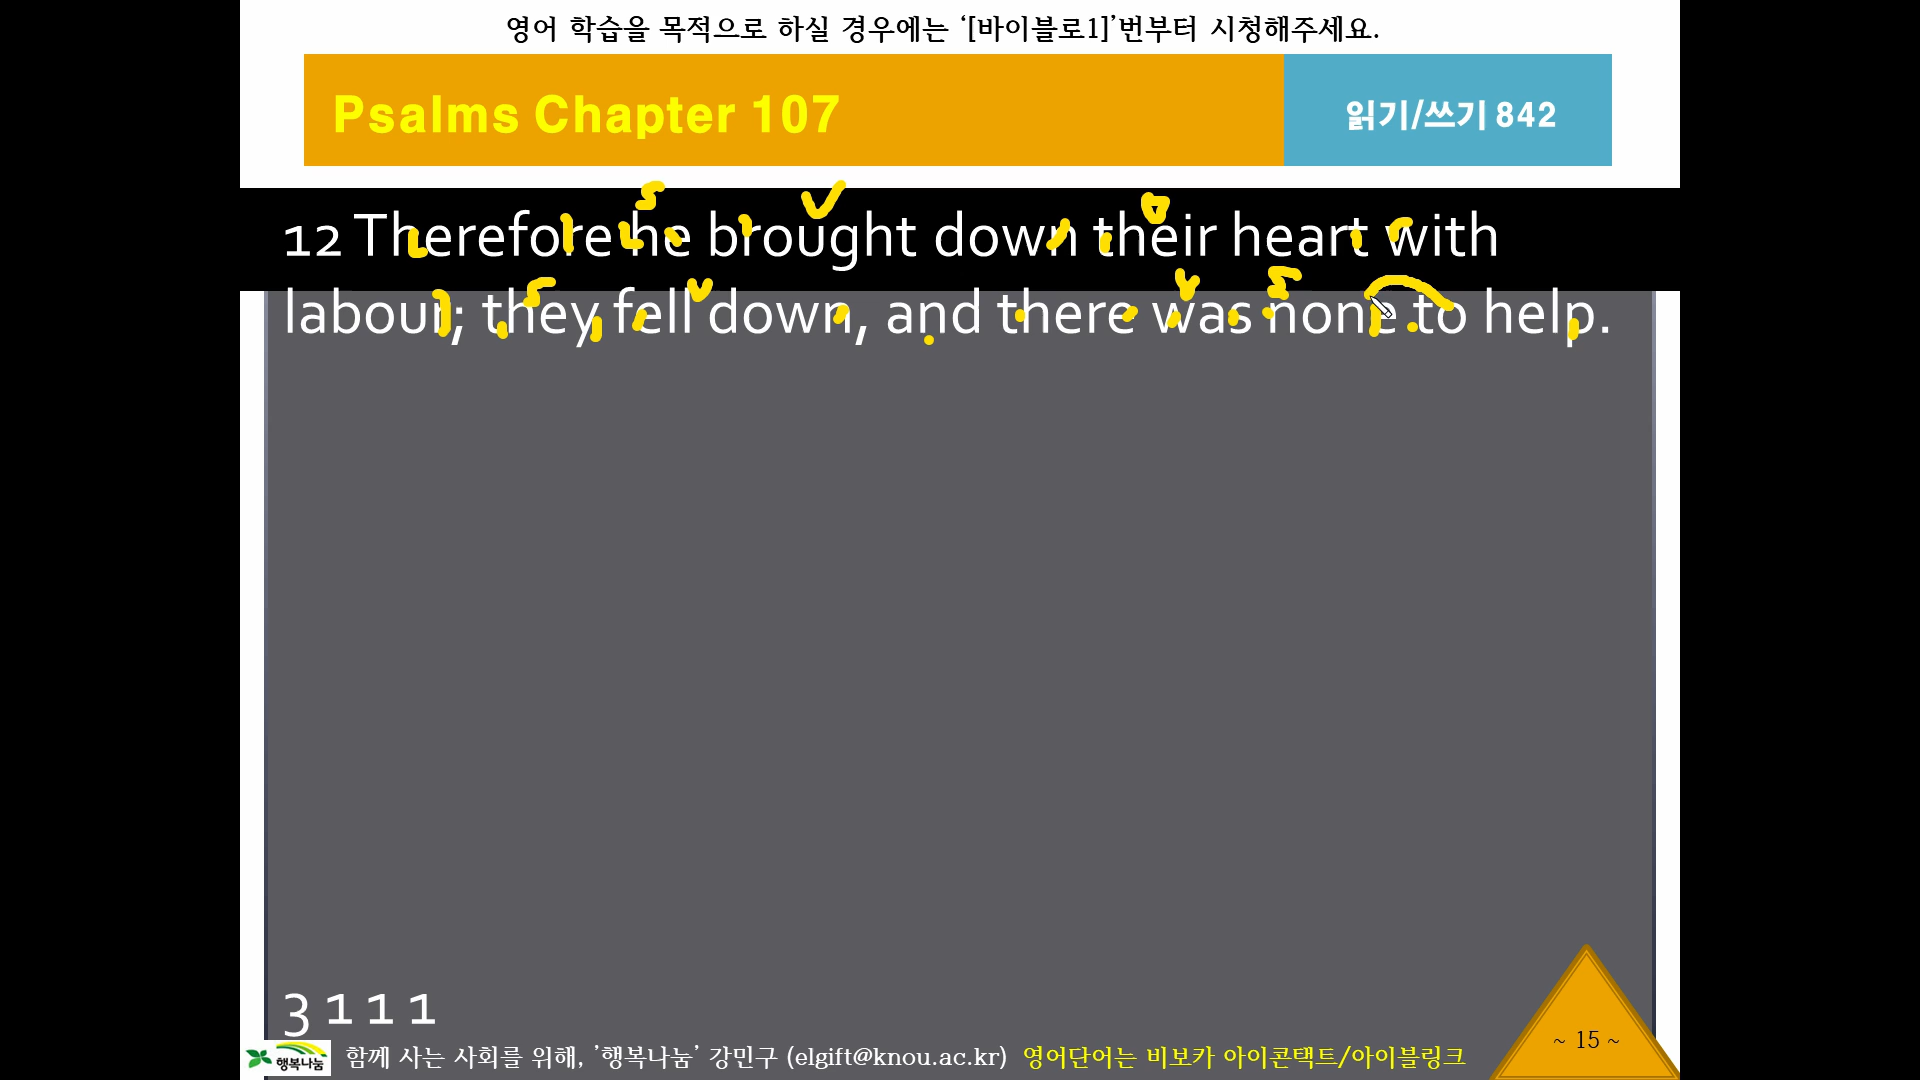 영어 학습을 목적으로 하실 경우에는 ‘[바이블로1]’번부터 시청해주세요.
Psalms Chapter 107
읽기/쓰기 842
12 Therefore he brought down their heart with
labour; they fell down, and there was none to help.
3 1 1 1
행복나눔 함께 사는 사회를 위해, ’행복나눔’ 강민구 (elgift@knou.ac.kr) 영어단어는 비보카 아이콘택트/아이블링크
~ 15 ~